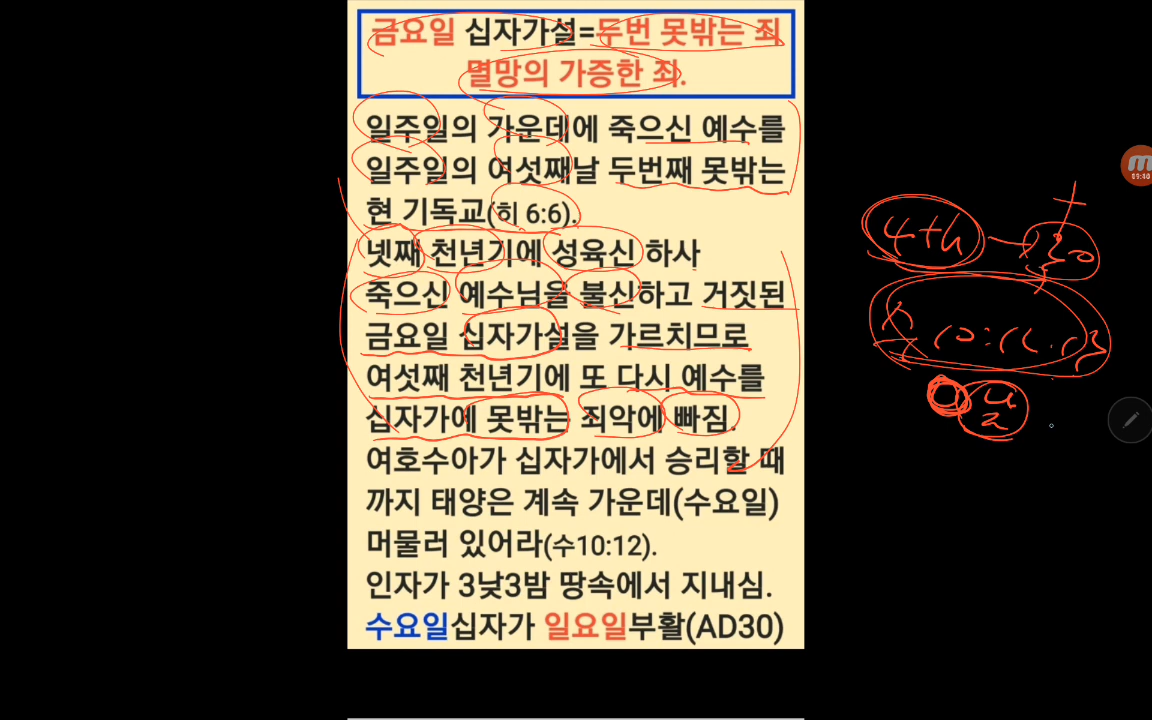 금요일 십자가설=두번 못밖는 죄
멸망의 가증한 죄.
일주일의 가운데에 죽으신 예수를
일주일의 여섯째날 두번째 못밖는
현 기독교(히 6:6).
넷째 천년기에 성육신 하사
죽으신 예수님을 불신하고 거짓된
금요일 십자가설을 가르치므로
여섯째 천년기에 또 다시 예수를
십자가에 못밖는 죄악에 빠짐.
여호수아가 십자가에서 승리할 때
까지 태양은 계속 가운데(수요일)
머물러 있어라(수10:12).
인자가 3낮3밤 땅속에서 지내심.
수요일십자가 일요일부활(AD30)
4th
10:12.13
09:40